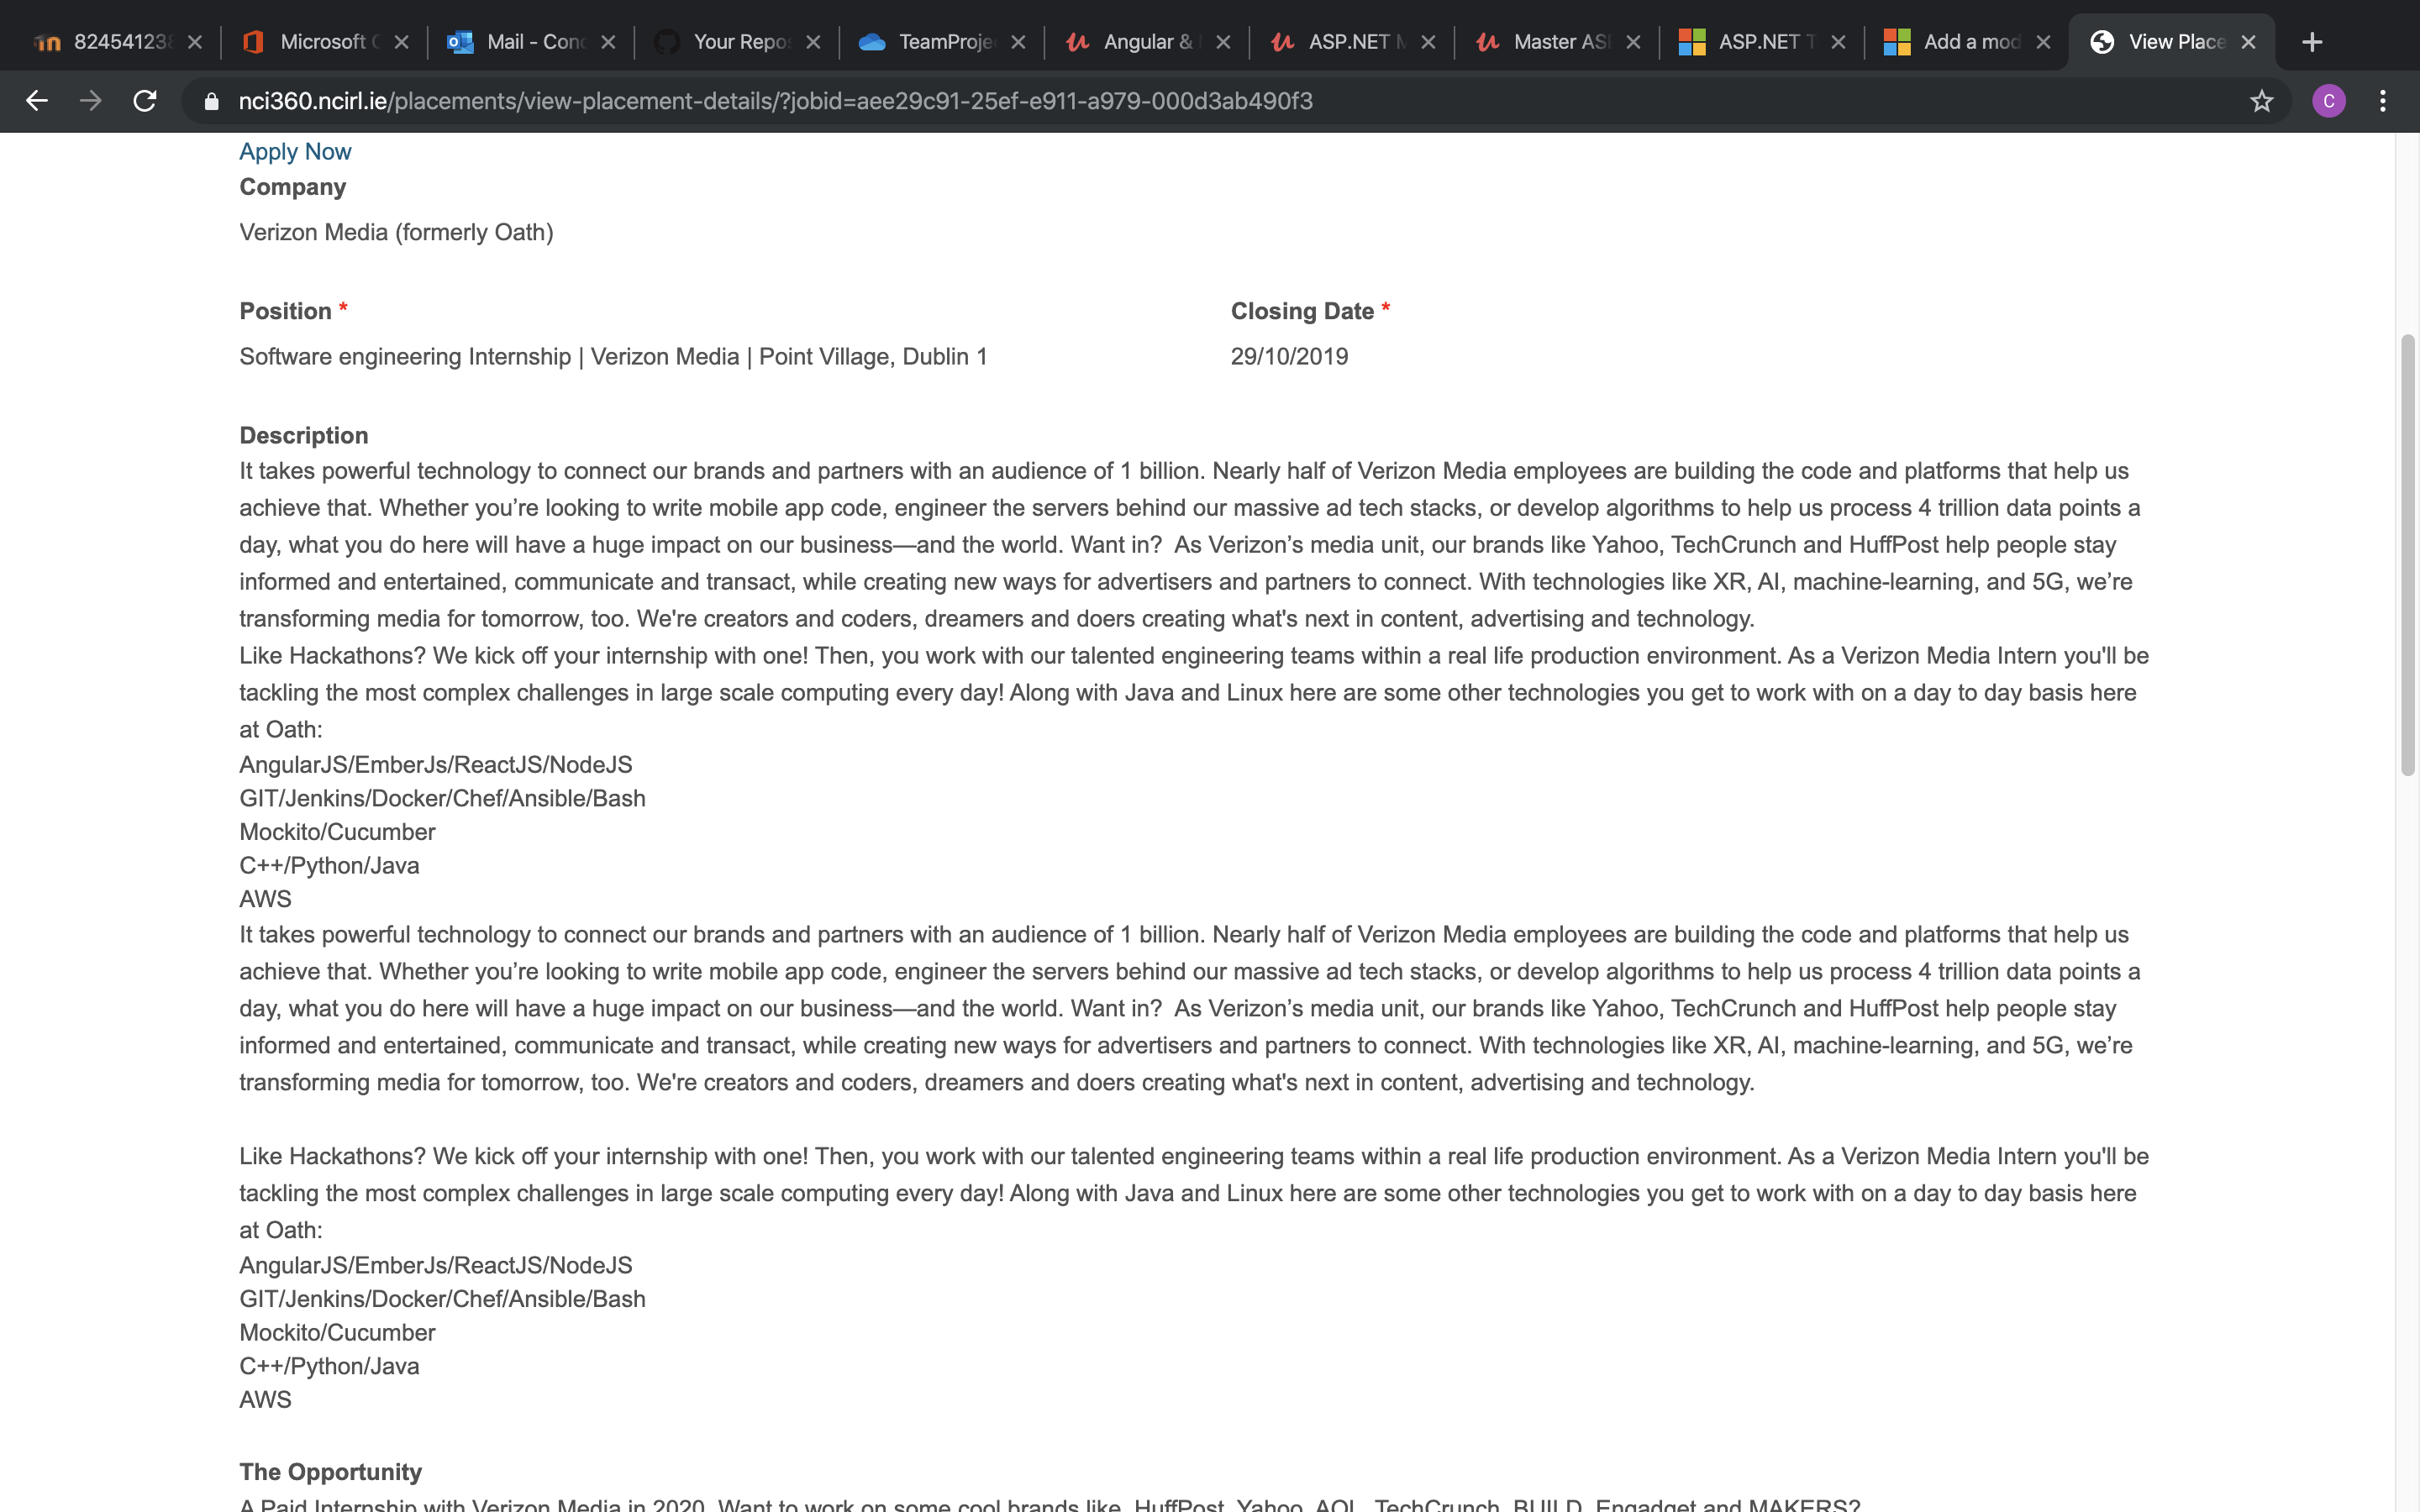 824541238
Microsoft
Mail - Con
Your Repo
TeamProje
Angular &
ASP.NET
Master AS
ASP.NET T
Add a mod
View Place
nci360.ncirl.ie/placements/view-placement-details/?jobid=aee29c91-25ef-e911-a979-000d3ab490f3
C
Apply Now
Company
Verizon Media (formerly Oath)
Position *
Software engineering Internship | Verizon Media | Point Village, Dublin 1
Closing Date *
29/10/2019
Description
It takes powerful technology to connect our brands and partners with an audience of 1 billion. Nearly half of Verizon Media employees are building the code and platforms that help us
achieve that. Whether you’re looking to write mobile app code, engineer the servers behind our massive ad tech stacks, or develop algorithms to help us process 4 trillion data points a
day, what you do here will have a huge impact on our business—and the world. Want in?  As Verizon’s media unit, our brands like Yahoo, TechCrunch and HuffPost help people stay
informed and entertained, communicate and transact, while creating new ways for advertisers and partners to connect. With technologies like XR, AI, machine-learning, and 5G, we’re
transforming media for tomorrow, too. We're creators and coders, dreamers and doers creating what's next in content, advertising and technology.
Like Hackathons? We kick off your internship with one! Then, you work with our talented engineering teams within a real life production environment. As a Verizon Media Intern you'll be
tackling the most complex challenges in large scale computing every day! Along with Java and Linux here are some other technologies you get to work with on a day to day basis here
at Oath:
AngularJS/EmberJs/ReactJS/NodeJS
GIT/Jenkins/Docker/Chef/Ansible/Bash
Mockito/Cucumber
C++/Python/Java
AWS
It takes powerful technology to connect our brands and partners with an audience of 1 billion. Nearly half of Verizon Media employees are building the code and platforms that help us
achieve that. Whether you’re looking to write mobile app code, engineer the servers behind our massive ad tech stacks, or develop algorithms to help us process 4 trillion data points a
day, what you do here will have a huge impact on our business—and the world. Want in?  As Verizon’s media unit, our brands like Yahoo, TechCrunch and HuffPost help people stay
informed and entertained, communicate and transact, while creating new ways for advertisers and partners to connect. With technologies like XR, AI, machine-learning, and 5G, we’re
transforming media for tomorrow, too. We're creators and coders, dreamers and doers creating what's next in content, advertising and technology.
Like Hackathons? We kick off your internship with one! Then, you work with our talented engineering teams within a real life production environment. As a Verizon Media Intern you'll be
tackling the most complex challenges in large scale computing every day! Along with Java and Linux here are some other technologies you get to work with on a day to day basis here
at Oath:
AngularJS/EmberJs/ReactJS/NodeJS
GIT/Jenkins/Docker/Chef/Ansible/Bash
Mockito/Cucumber
C++/Python/Java
AWS
The Opportunity
A Paid Internship with Verizon Media in 2020. Want to work on some cool brands like, HuffPost, Yahoo, AOL, TechCrunch, BUILD, Engadget and MAKERS?